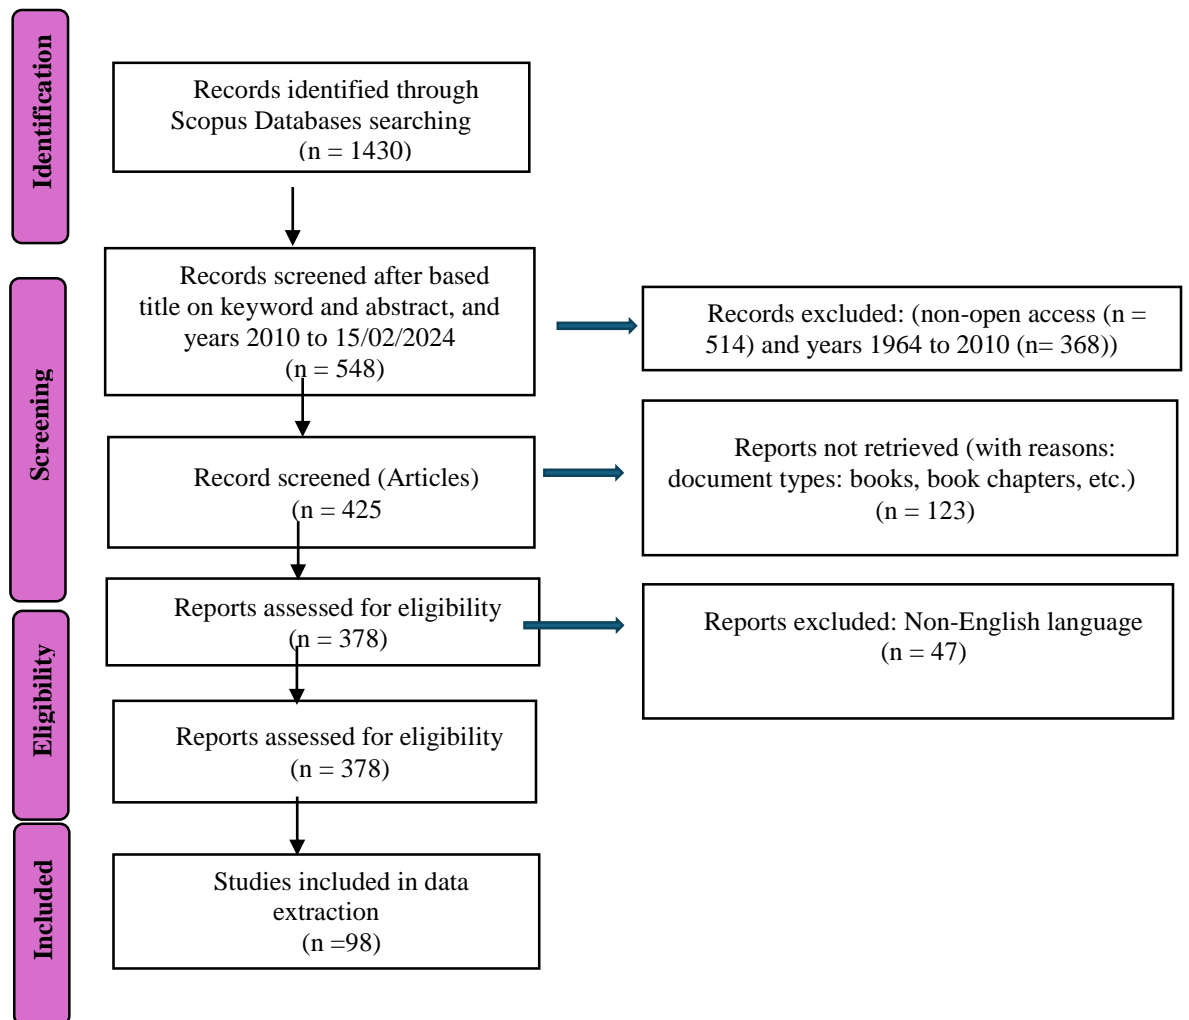 Identification
Records identified through
Scopus Databases searching
(n = 1430)
Screening
Records screened after based
title on keyword and abstract, and
years 2010 to 15/02/2024
(n = 548)
Records excluded: (non-open access (n =
514) and years 1964 to 2010 (n= 368))
Record screened (Articles)
(n = 425
Reports not retrieved (with reasons:
document types: books, book chapters, etc.)
(n = 123)
Reports assessed for eligibility
(n = 378)
Reports excluded: Non-English language
(n = 47)
Eligibility
Reports assessed for eligibility
(n = 378)
Included
Studies included in data
extraction
(n =98)